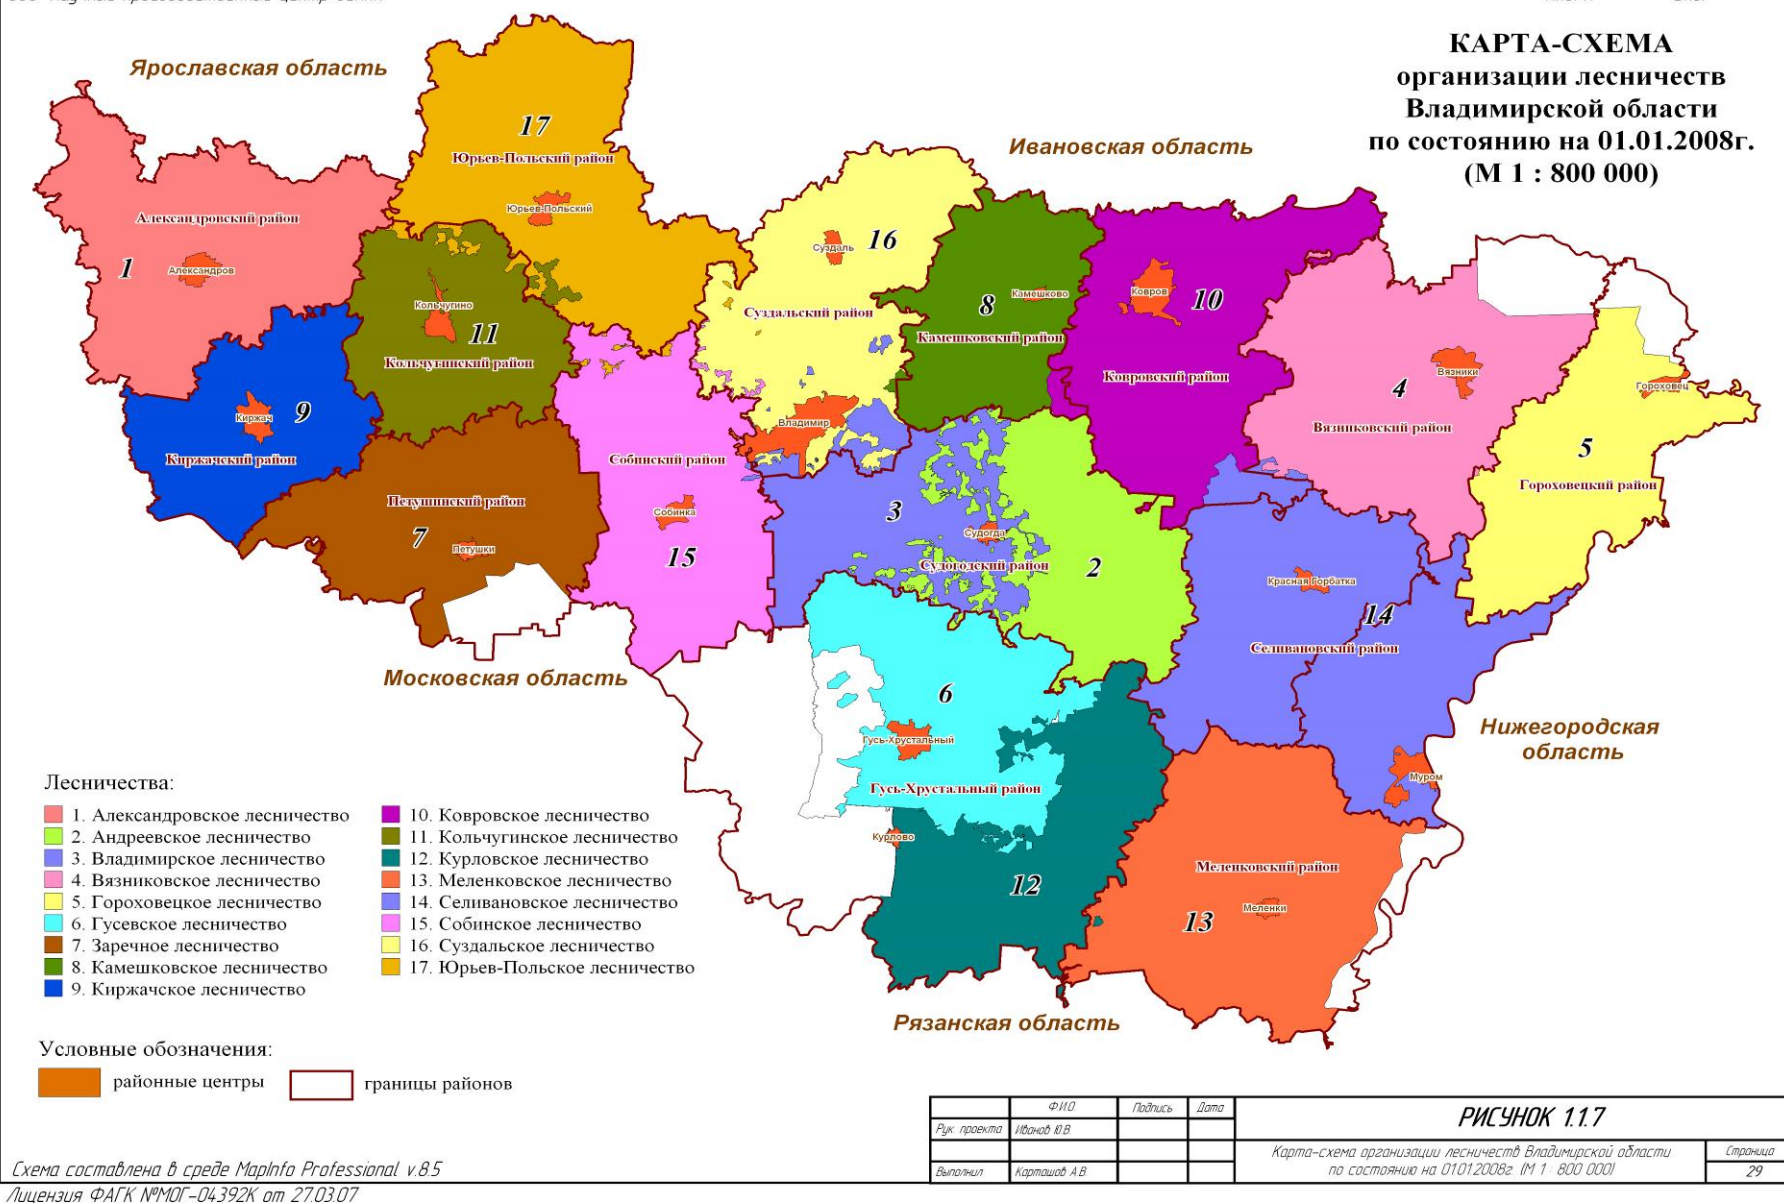 КАРТА-СХЕМА
организации лесничеств
Владимирской области
по состоянию на 01.01.2008г.
(М 1 : 800 000)
Ярославская область
Ивановская область
Московская область
Нижегородская
область
Рязанская область
17
Юрьев-Польский район
Юрьев-Польский
Александровский район
1
Александров
16
Суздаль
Суздальский район
8
Камешково
Камешковский район
Ковров
10
Ковровский район
Кольчугино
11
Кольчугинский район
Вязники
4
Вязниковский район
Гороховец
5
Гороховецкий район
Киржач
9
Киржачский район
Владимир
Собинский район
Собинка
15
Петушинский район
7
Петушки
3
Судогда
Судогодский район
2
Красная Горбатка
14
Селивановский район
6
Гусь-Хрустальный
Гусь-Хрустальный район
Муром
Курлово
12
Меленковский район
Меленки
13
Лесничества:
1. Александровское лесничество
2. Андреевское лесничество
3. Владимирское лесничество
4. Вязниковское лесничество
5. Гороховецкое лесничество
6. Гусевское лесничество
7. Заречное лесничество
8. Камешковское лесничество
9. Киржачское лесничество
10. Ковровское лесничество
11. Кольчугинское лесничество
12. Курловское лесничество
13. Меленковское лесничество
14. Селивановское лесничество
15. Собинское лесничество
16. Суздальское лесничество
17. Юрьев-Польское лесничество
Условные обозначения:
районные центры
границы районов
Ф.И.О. Подпись Дата
Рук. проекта Иванов Ю.В.
Выполнил Карташов А.В.
РИСУНОК 1.1.7
Карта-схема организации лесничеств Владимирской области
по состоянию на 01.01.2008г. (М 1 : 800 000)
Страница
29
Схема составлена в среде MapInfo Professional v.8.5
Лицензия ФАГК №МОГ-04392К от 27.03.07